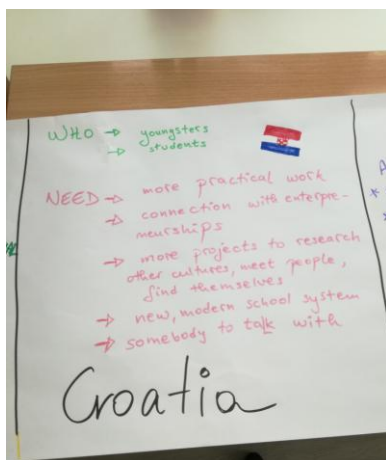 WHO → youngsters
→ students
NEED → more practical work
→ connection with enterpre-
neurships
→ more projects to research
other cultures, meet people,
find themselves
→ new, modern school system
→ somebody to talk with
Croatia